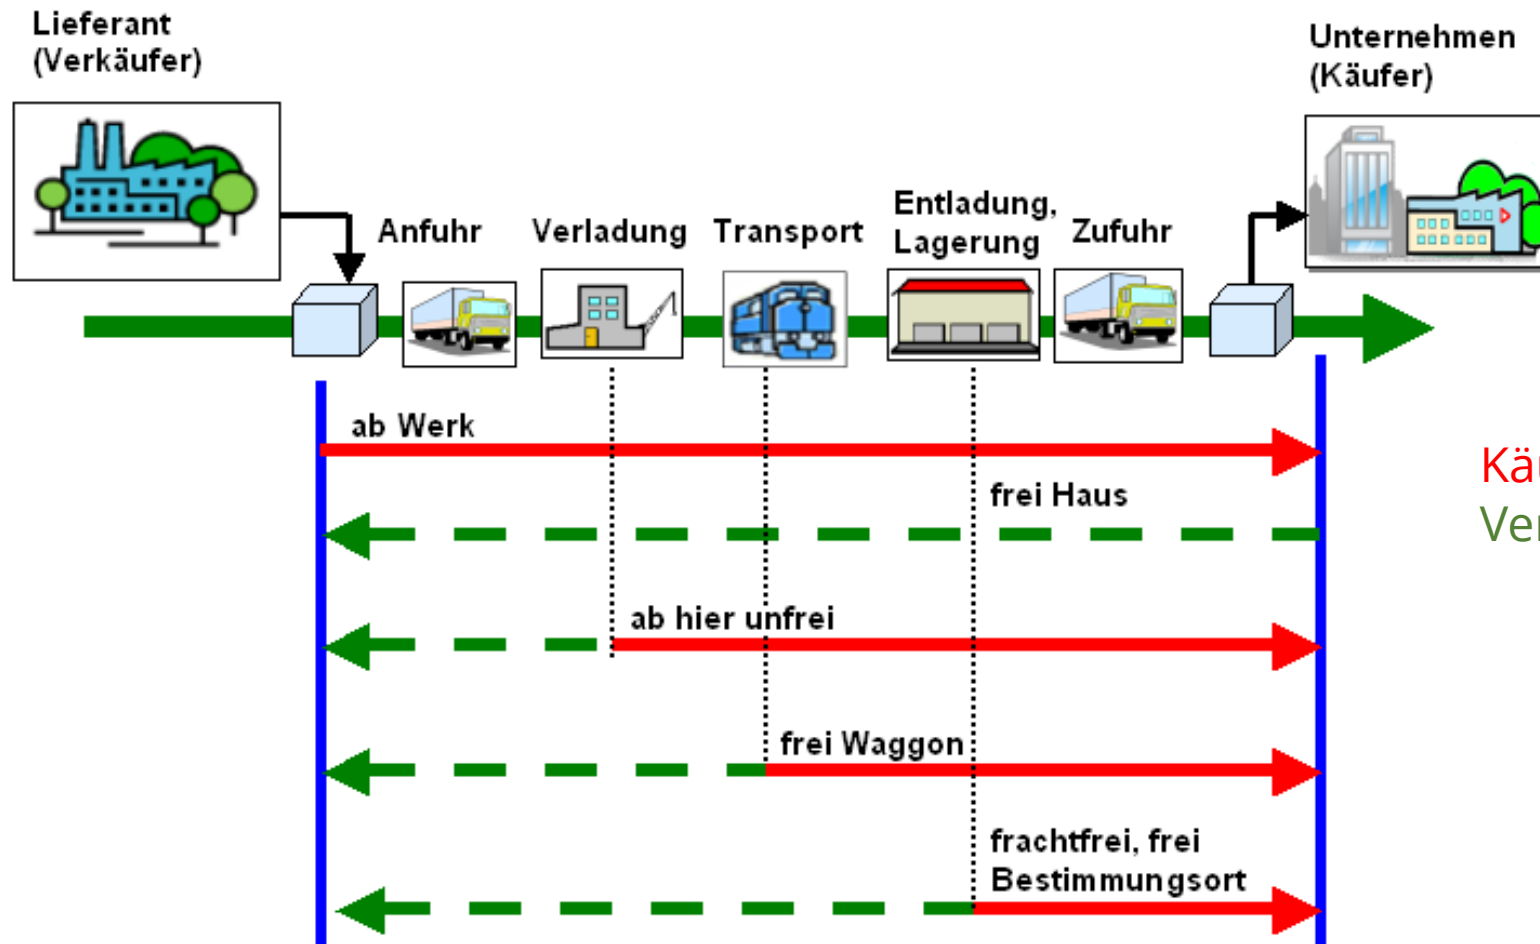 Lieferant
(Verkäufer)
Unternehmen
(Käufer)
Anfuhr
Verladung
Transport
Entladung,
Lagerung
Zufuhr
ab Werk
frei Haus
ab hier unfrei
frei Waggon
frachtfrei, frei
Bestimmungsort